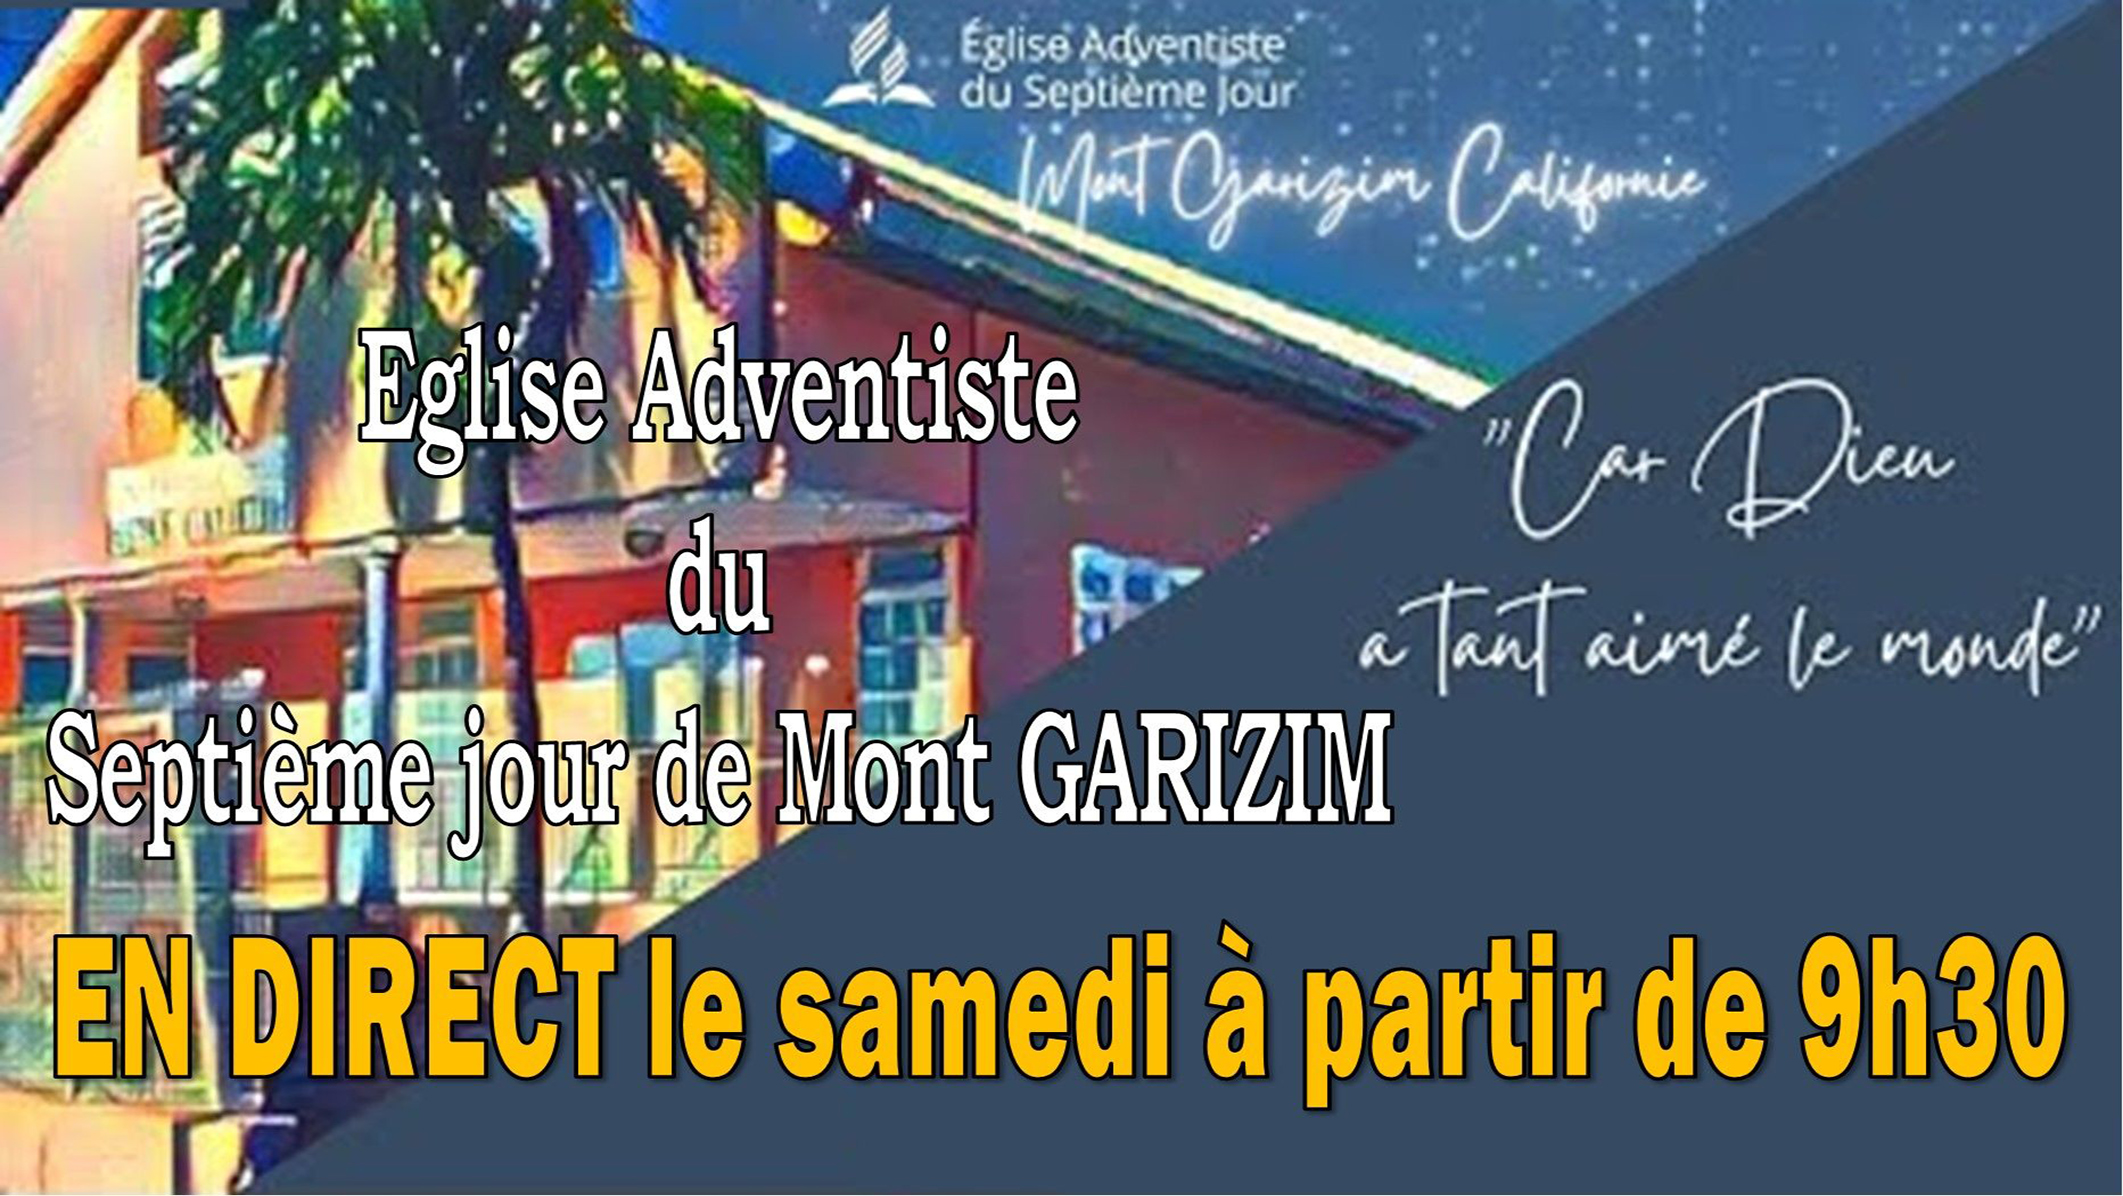 Église Adventiste
du Septième Jour
Mont Garizim Californie
Eglise Adventiste
du
Septième jour de Mont GARIZIM
"Car Dieu
a tant aimé le monde"
EN DIRECT le samedi à partir de 9h30